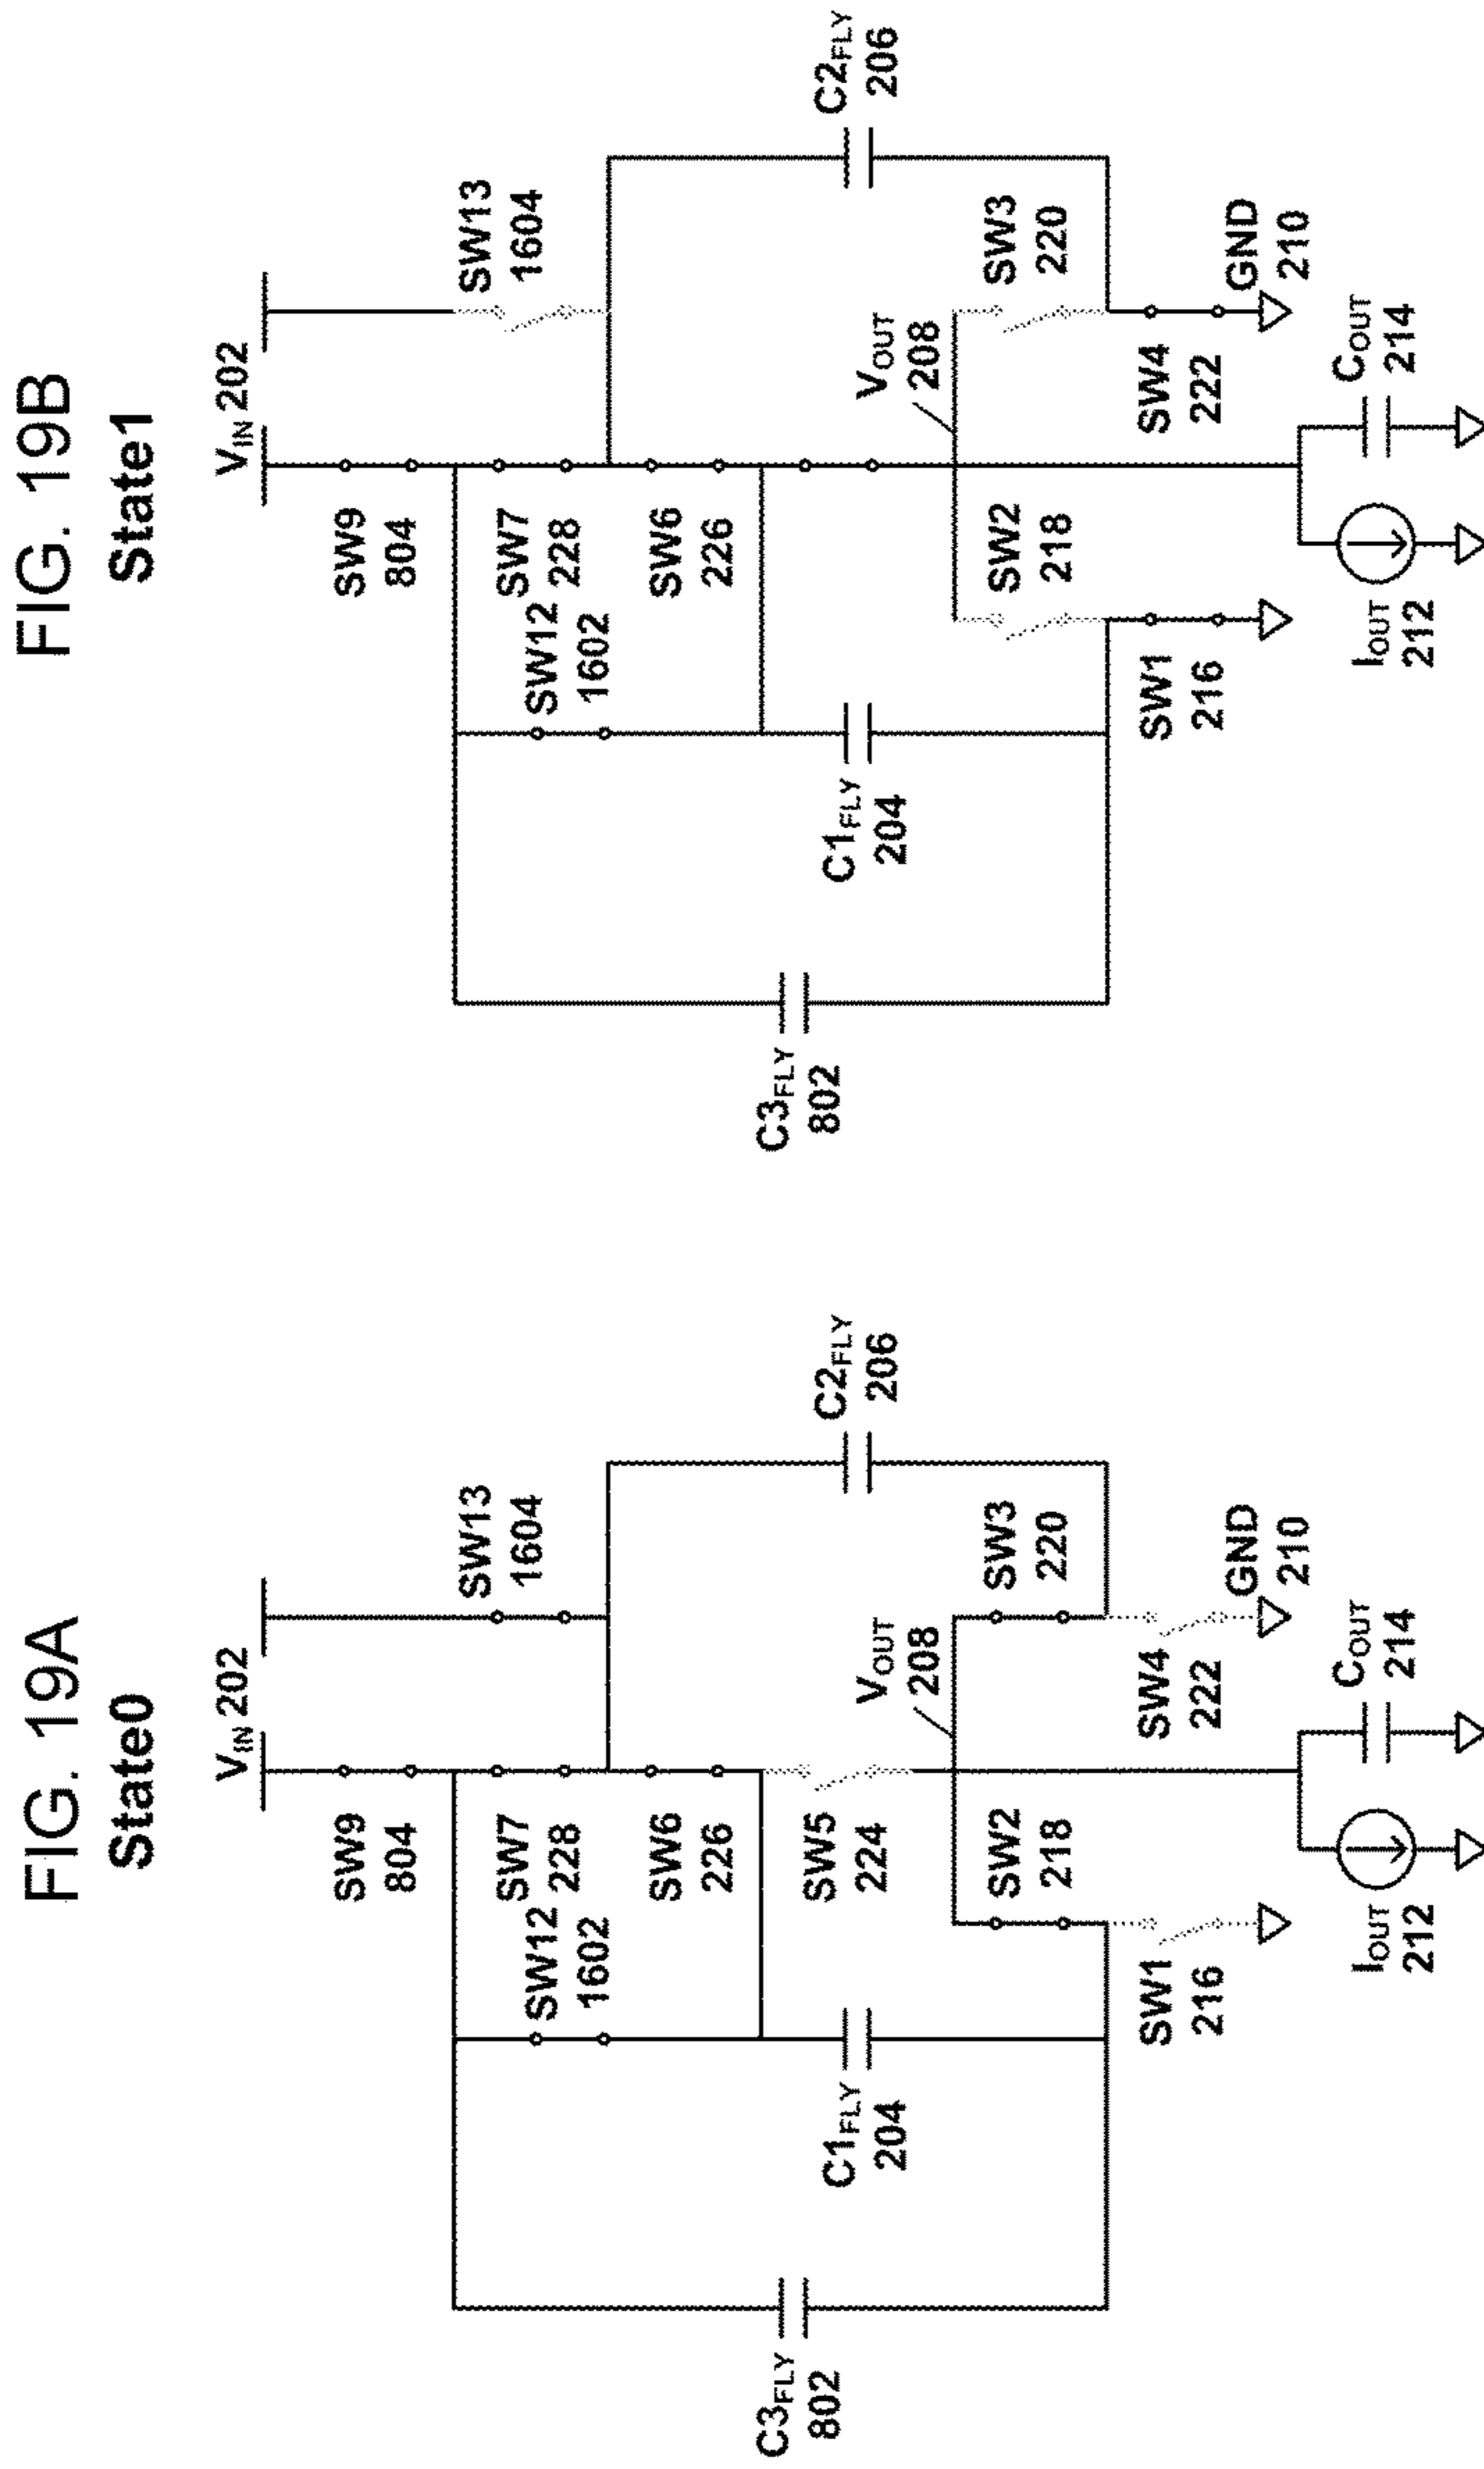 FIG. 19A
State0
V_IN 202
SW9
804
SW13
1604
SW7
228
SW12
1602
SW6
226
C2_FLY
206
C3_FLY
802
C1_FLY
204
SW5
224
V_OUT
208
SW2
218
SW3
220
SW1
216
SW4
222
GND
210
I_OUT
212
C_OUT
214
FIG. 19B
State1
V_IN 202
SW9
804
SW13
1604
SW7
228
SW12
1602
SW6
226
C2_FLY
206
C3_FLY
802
C1_FLY
204
V_OUT
208
SW2
218
SW3
220
SW1
216
SW4
222
GND
210
I_OUT
212
C_OUT
214